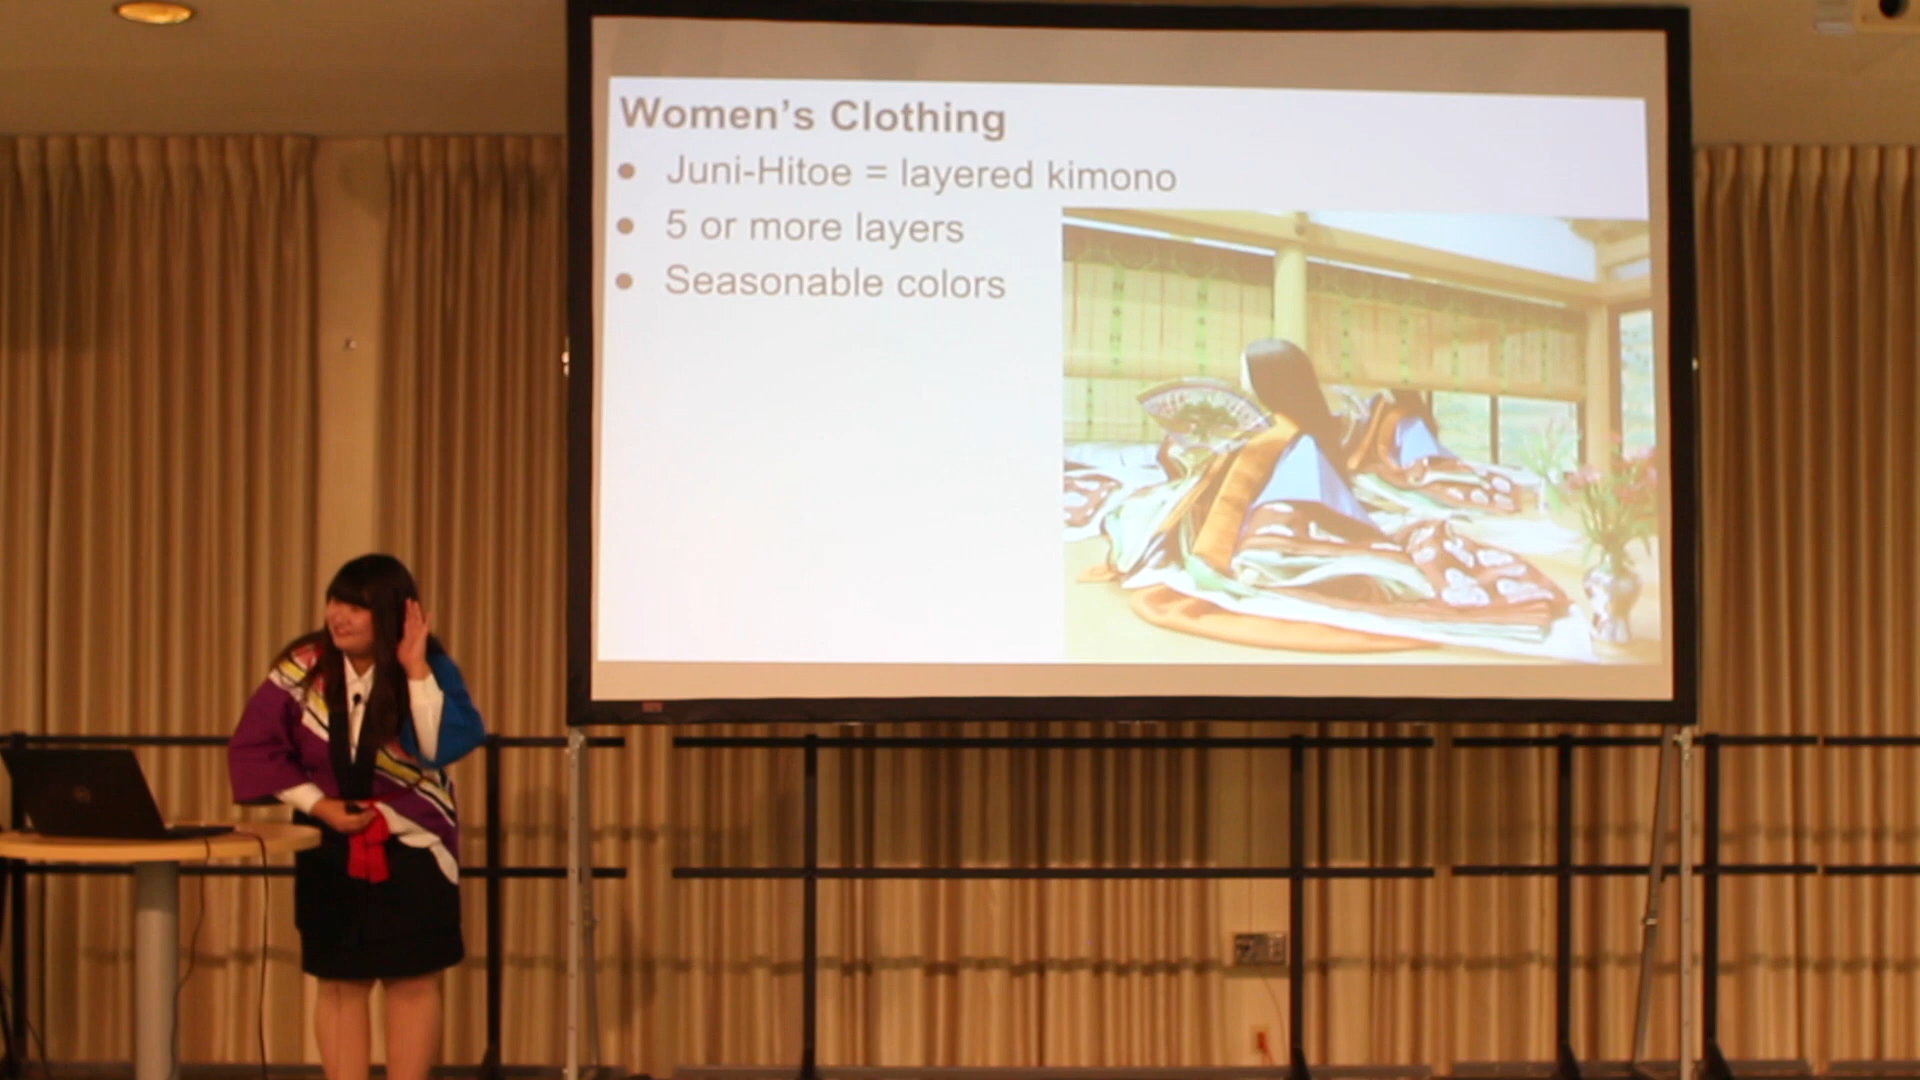 Women's Clothing
● Juni-Hitoe = layered kimono
● 5 or more layers
● Seasonable colors